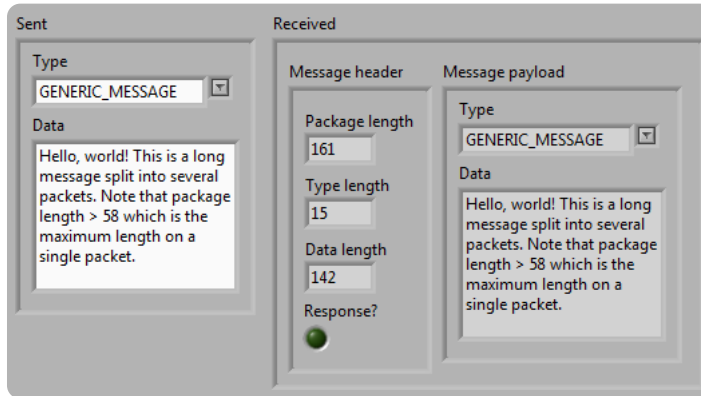 Sent
Type
GENERIC_MESSAGE
Data
Hello, world! This is a long
message split into several
packets. Note that package
length > 58 which is the
maximum length on a
single packet.
Received
Message header
Package length
161
Type length
15
Data length
142
Response?
Message payload
Type
GENERIC_MESSAGE
Data
Hello, world! This is a long
message split into several
packets. Note that package
length > 58 which is the
maximum length on a
single packet.